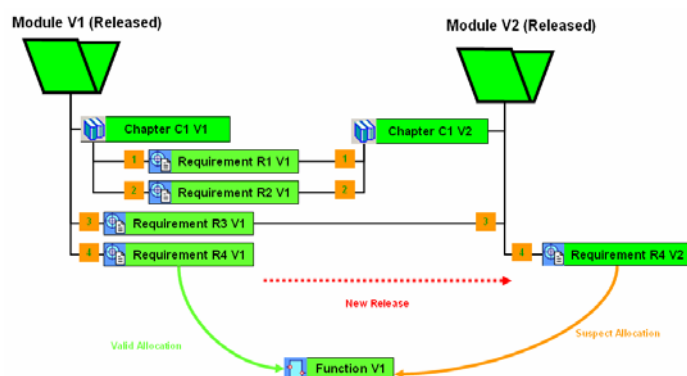 Module V1 (Released)
Module V2 (Released)
Chapter C1 V1
Chapter C1 V2
1 Requirement R1 V1 1
2 Requirement R2 V1 2
3 Requirement R3 V1 3
4 Requirement R4 V1
4 Requirement R4 V2
New Release
Valid Allocation
Suspect Allocation
Function V1